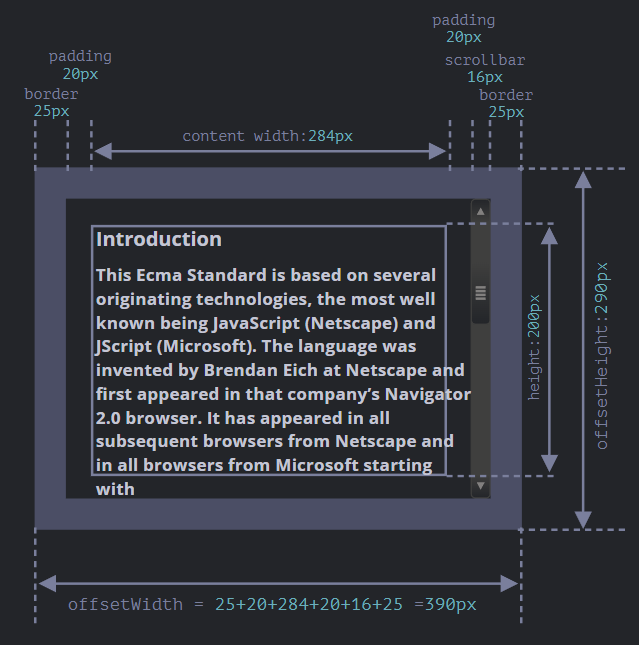 padding
20px
padding
20px
scrollbar
16px
border
25px
border
25px
content width:284px
Introduction
This Ecma Standard is based on several
originating technologies, the most well
known being JavaScript (Netscape) and
JScript (Microsoft). The language was
invented by Brendan Eich at Netscape and
first appeared in that company’s Navigator
2.0 browser. It has appeared in all
subsequent browsers from Netscape and
in all browsers from Microsoft starting
with
height:200px
offsetHeight:290px
offsetWidth = 25+20+284+20+16+25 =390px